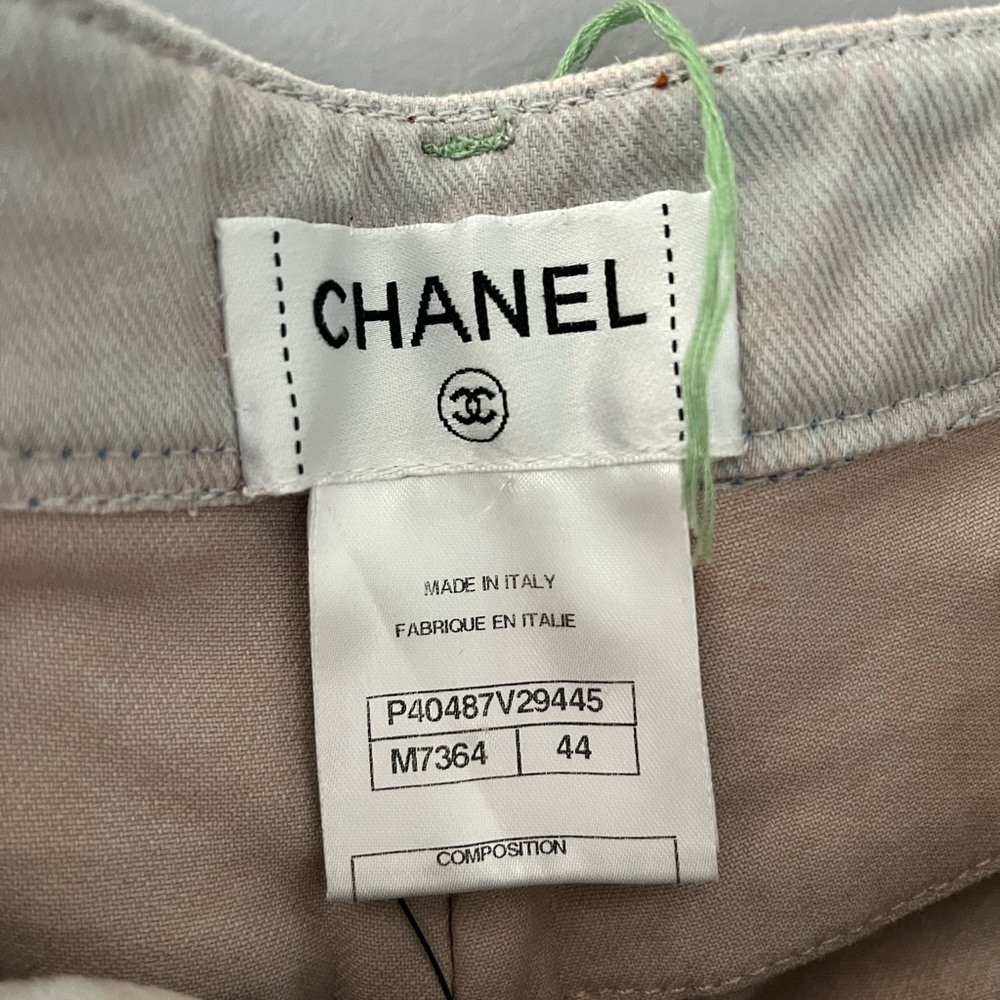 CHANEL
MADE IN ITALY
FABRIQUE EN ITALIE
P40487V29445
M7364 44
COMPOSITION